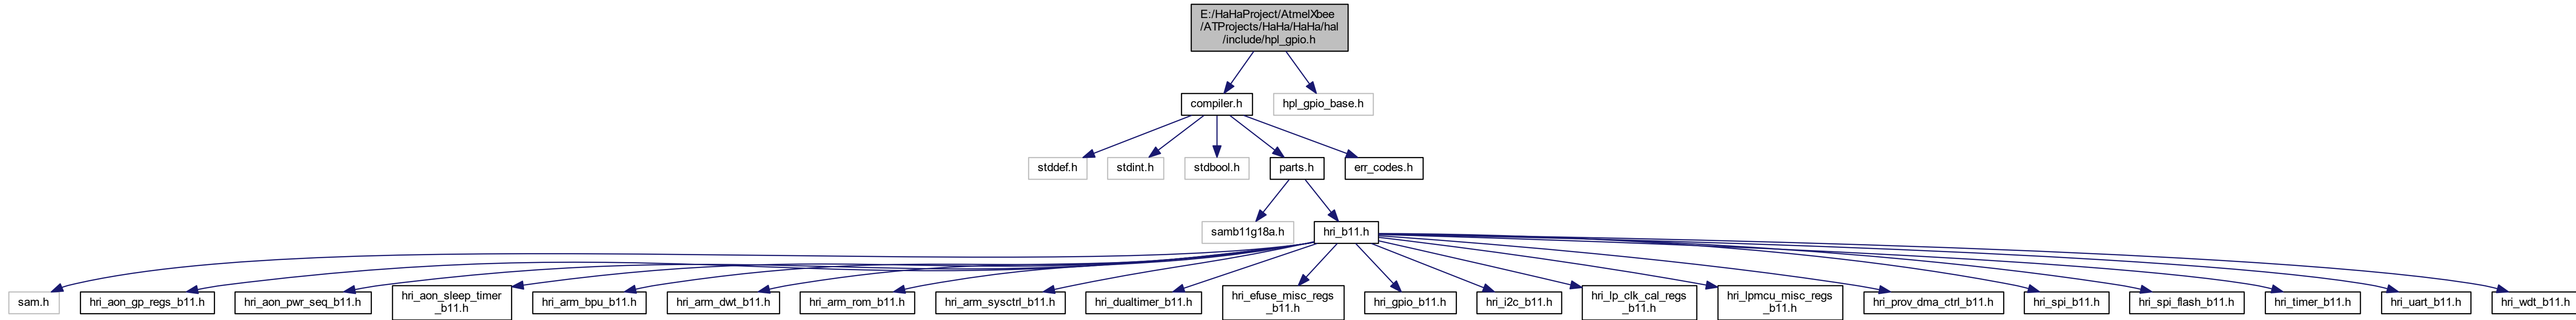 E:/HaHaProject/AtmelXbee
/ATProjects/HaHa/HaHa/hal
/include/hpl_gpio.h
compiler.h
hpl_gpio_base.h
stddef.h
stdint.h
stdbool.h
parts.h
err_codes.h
samb11g18a.h
hri_b11.h
sam.h
hri_aon_gp_regs_b11.h
hri_aon_pwr_seq_b11.h
hri_aon_sleep_timer
_b11.h
hri_arm_bpu_b11.h
hri_arm_dwt_b11.h
hri_arm_rom_b11.h
hri_arm_sysctrl_b11.h
hri_dualtimer_b11.h
hri_efuse_misc_regs
_b11.h
hri_gpio_b11.h
hri_i2c_b11.h
hri_lp_clk_cal_regs
_b11.h
hri_lpmcu_misc_regs
_b11.h
hri_prov_dma_ctrl_b11.h
hri_spi_b11.h
hri_spi_flash_b11.h
hri_timer_b11.h
hri_uart_b11.h
hri_wdt_b11.h